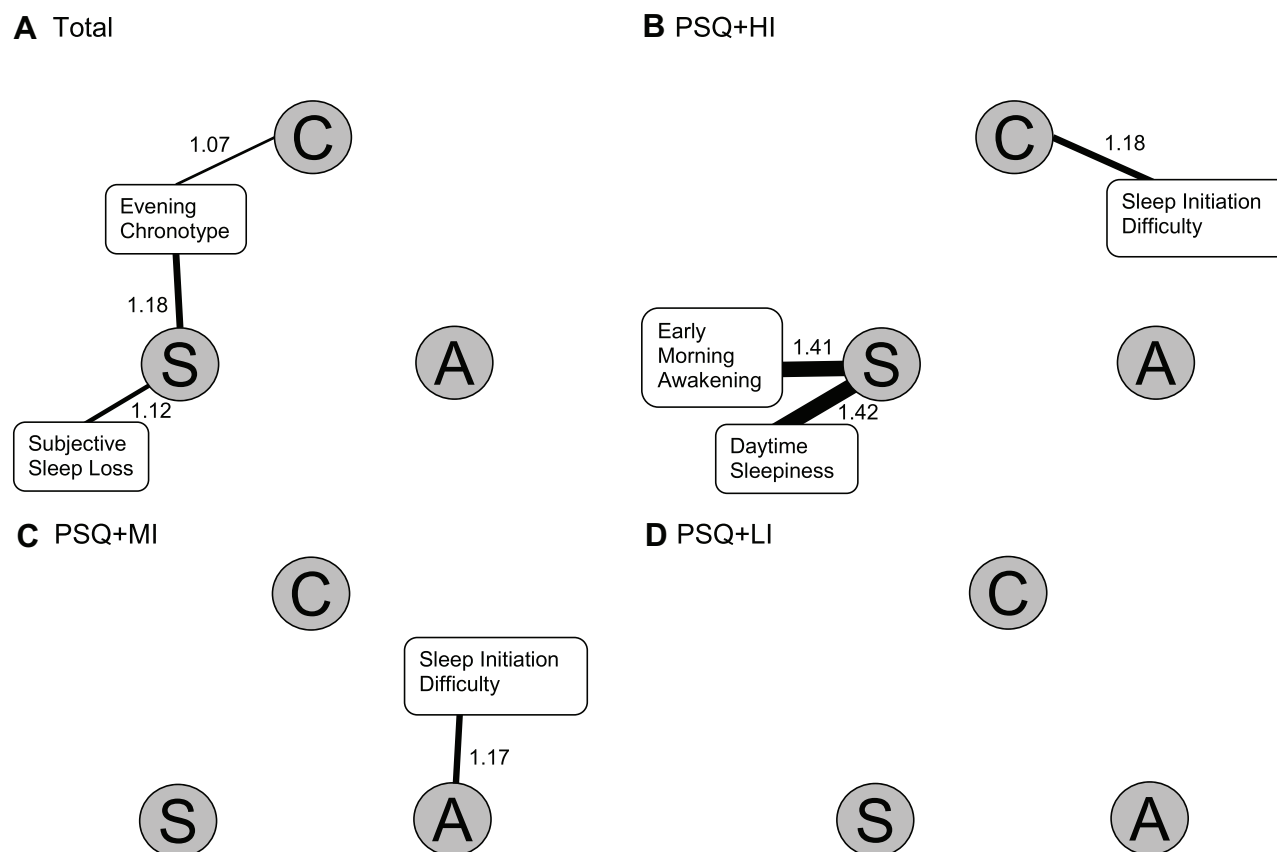 A Total
C
1.07
Evening
Chronotype
1.18
S
A
1.12
Subjective
Sleep Loss
B PSQ+HI
C
1.18
Sleep Initiation
Difficulty
Early
Morning
Awakening
1.41
S
A
1.42
Daytime
Sleepiness
C PSQ+MI
C
Sleep Initiation
Difficulty
1.17
S
A
D PSQ+LI
C
S
A